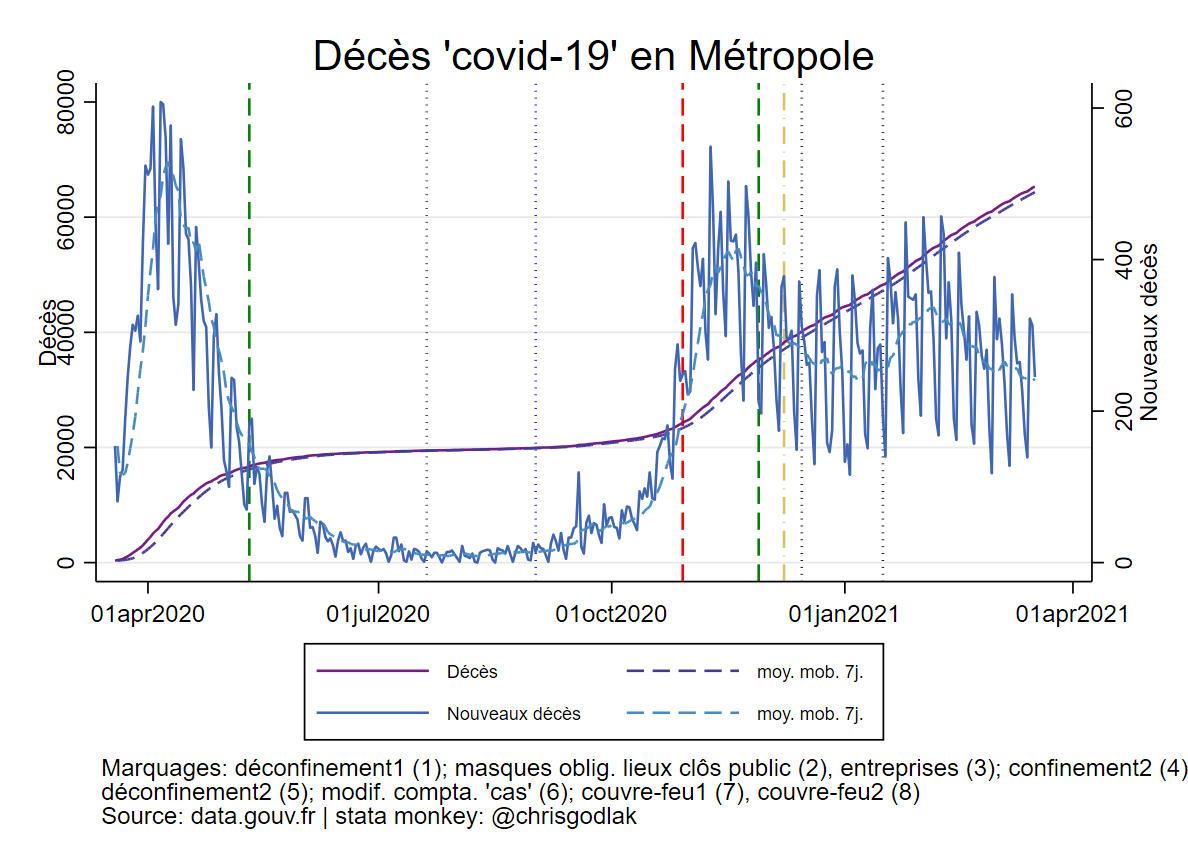 Décès 'covid-19' en Métropole
80000
60000
40000
20000
0
Décès
600
400
200
0
Nouveaux décès
01apr2020
01jul2020
01oct2020
01jan2021
01apr2021
Décès
moy. mob. 7j.
Nouveaux décès
moy. mob. 7j.
Marquages: déconfinement1 (1); masques oblig. lieux clôs public (2), entreprises (3); confinement2 (4)
déconfinement2 (5); modif. compta. 'cas' (6); couvre-feu1 (7), couvre-feu2 (8)
Source: data.gouv.fr | stata monkey: @chrisgodlak